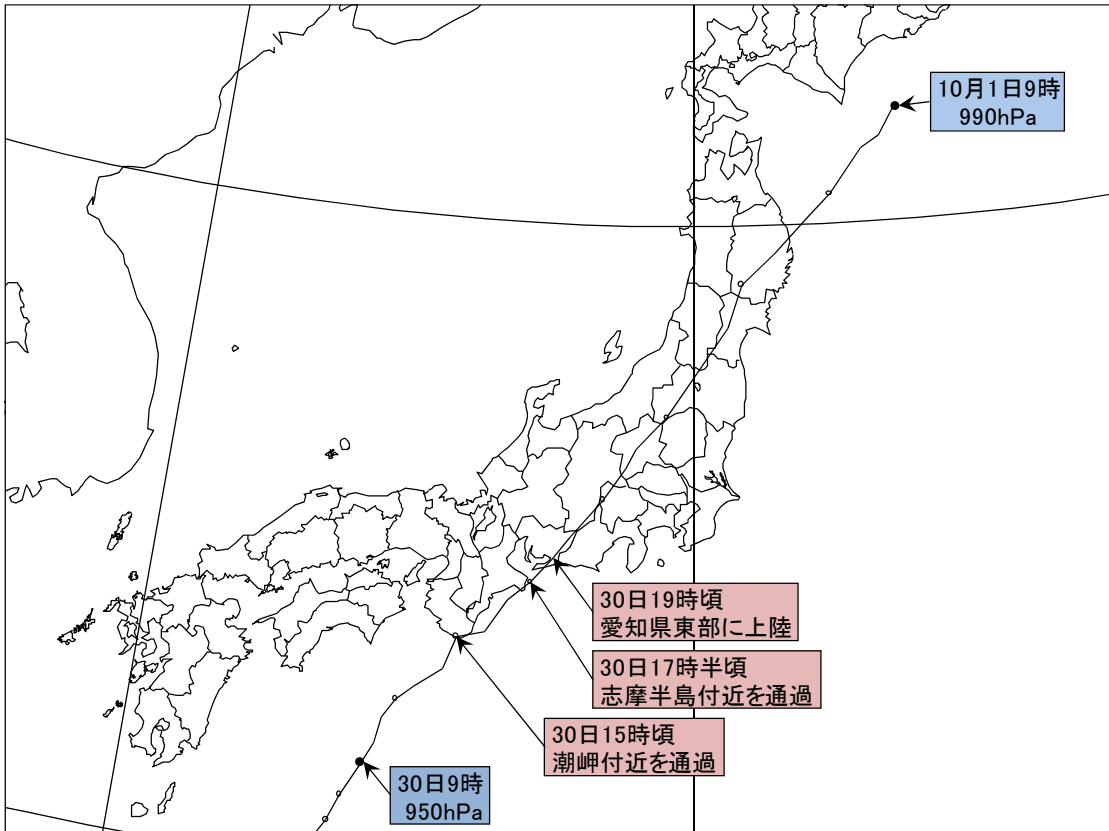 10月1日9時
990hPa
30日19時頃
愛知県東部に上陸
30日17時半頃
志摩半島付近を通過
30日15時頃
潮岬付近を通過
30日9時
950hPa